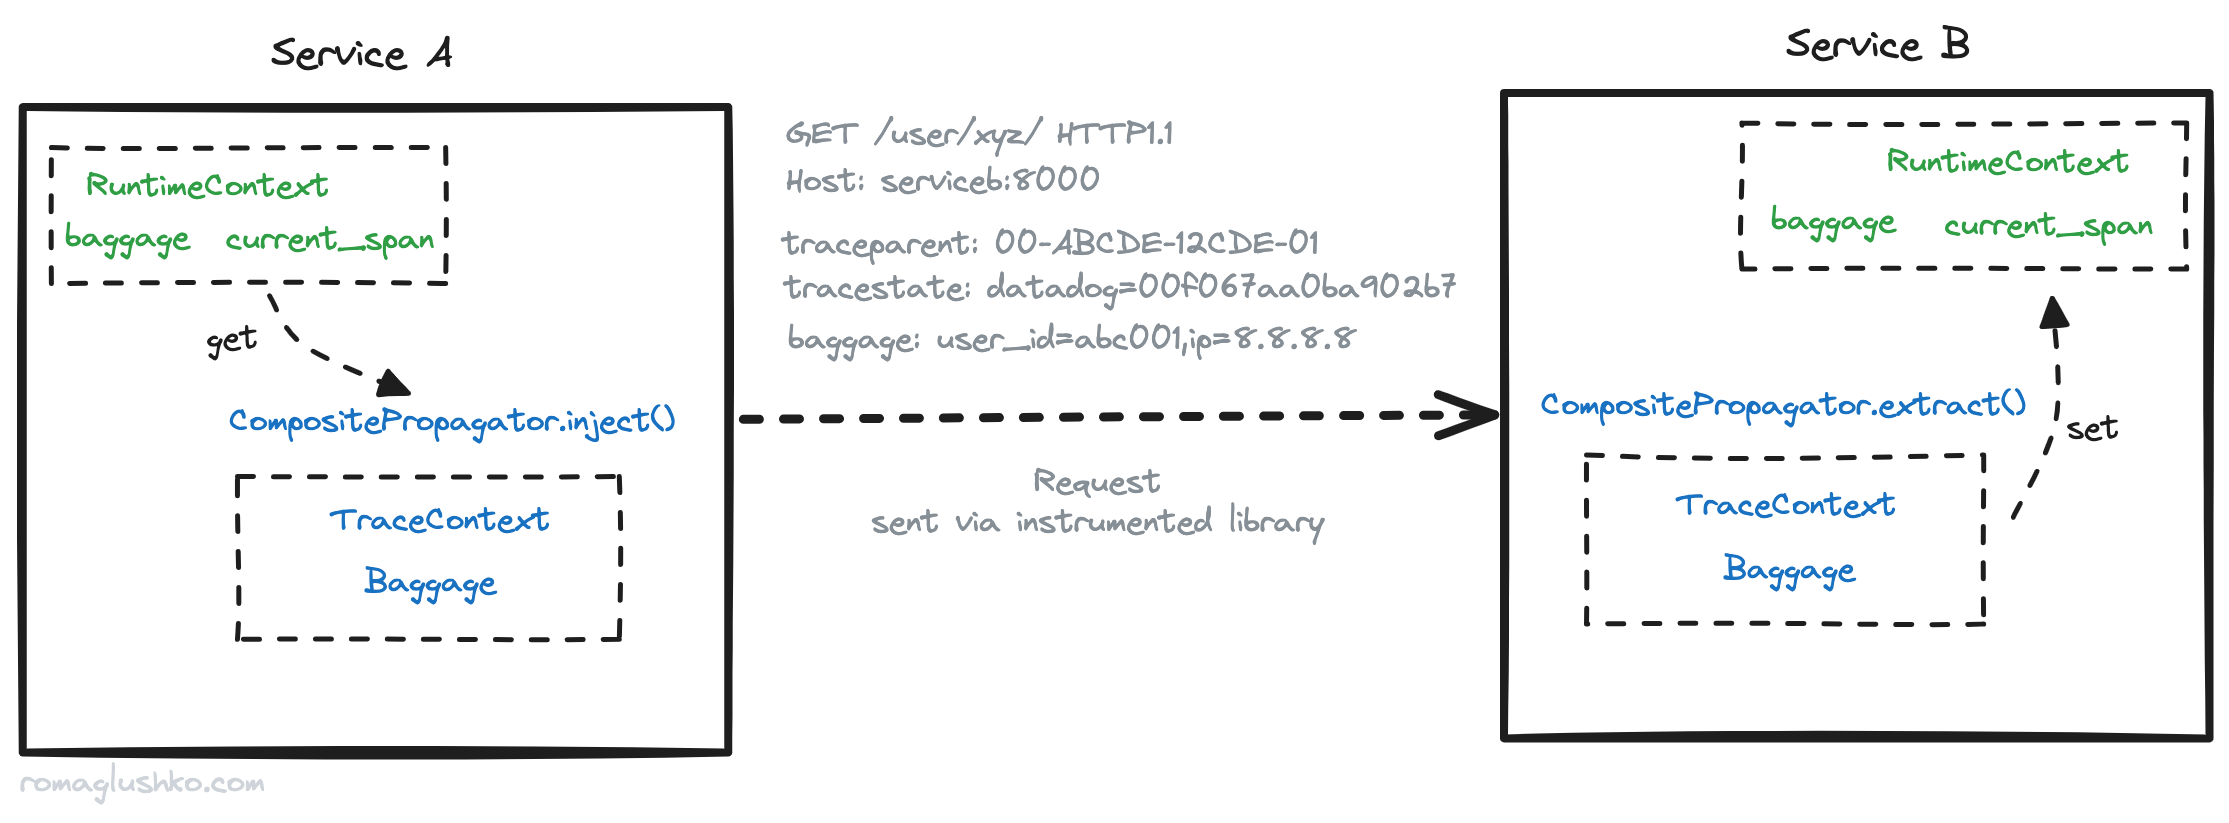 Service A
RuntimeContext
baggage current_span
get
CompositePropagator.inject()
TraceContext
Baggage
GET /user/xyz/ HTTP1.1
Host: serviceb:8000
traceparent: 00-ABCDE-12CDE-01
tracestate: datadog=00f067aa0ba902b7
baggage: user_id=abc001,ip=8.8.8.8
Request
sent via instrumented library
Service B
RuntimeContext
baggage current_span
CompositePropagator.extract()
set
TraceContext
Baggage
romaglushko.com